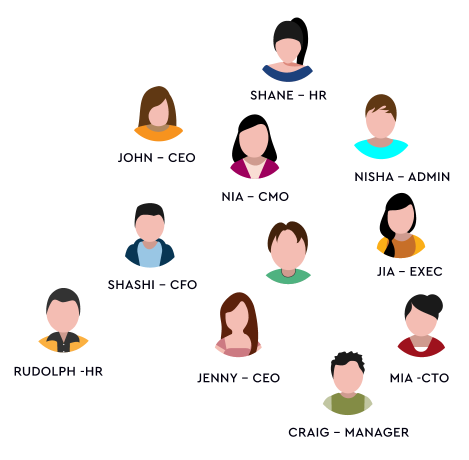 SHANE – HR
JOHN – CEO
NISHA – ADMIN
NIA – CMO
JIA – EXEC
SHASHI – CFO
RUDOLPH -HR
JENNY – CEO
MIA -CTO
CRAIG – MANAGER